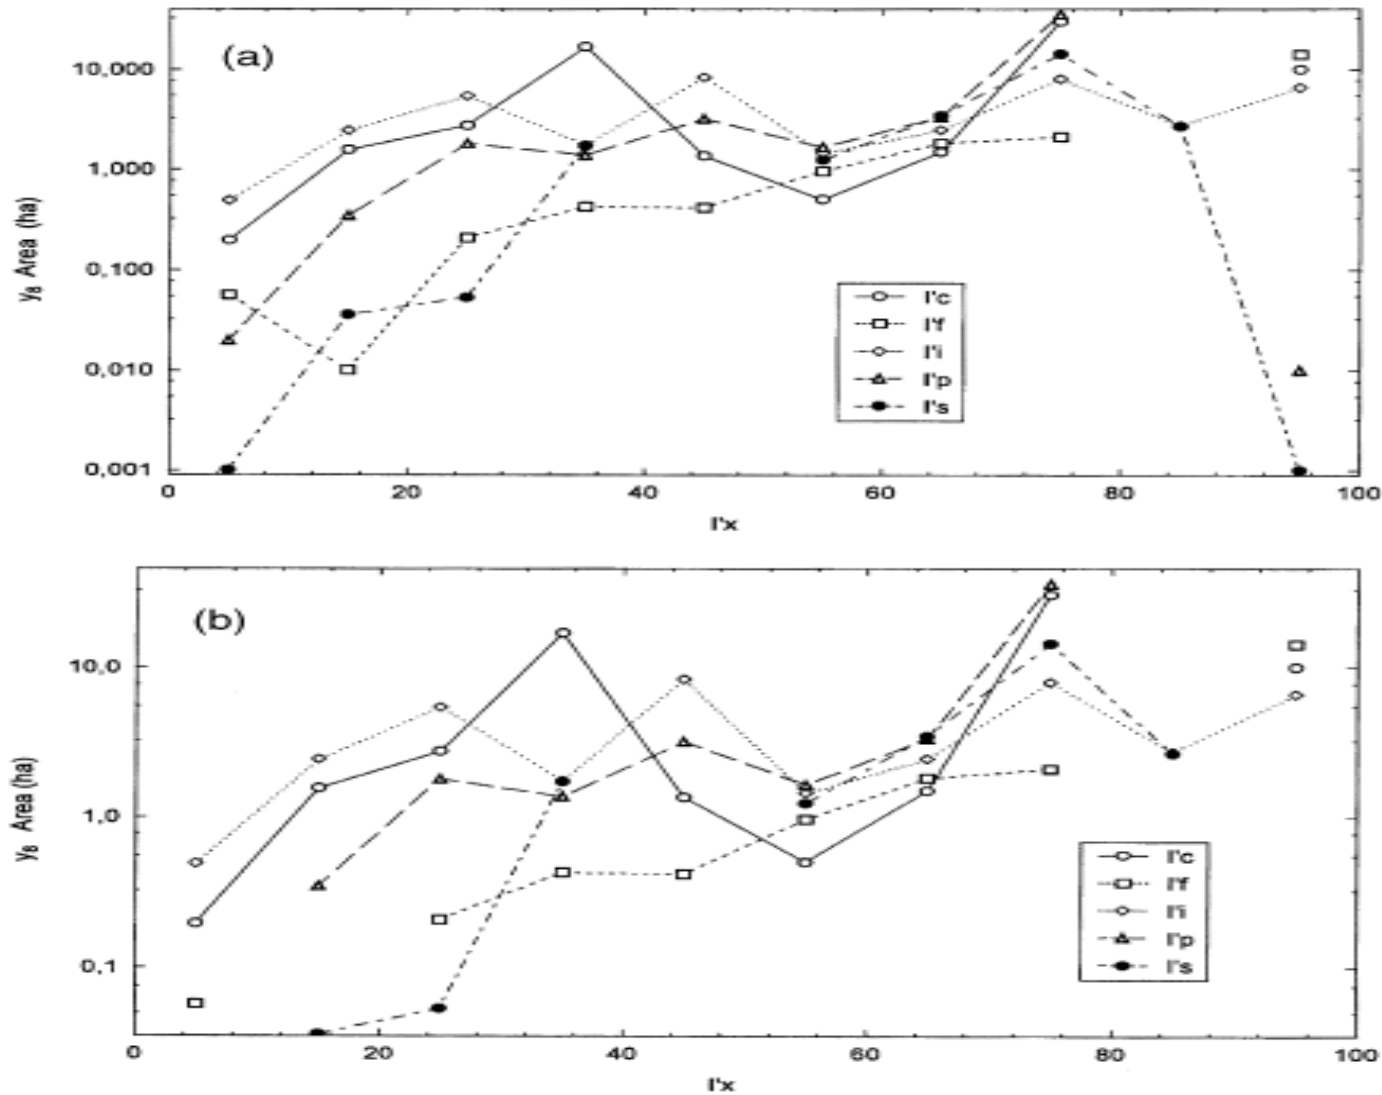 (a)
10,000
1,000
0,100
0,010
0,001
y₈ Area (ha)
I'c
I'f
I'i
I'p
I's
0 20 40 60 80 100
I'x
(b)
10,0
1,0
0,1
y₈ Area (ha)
I'c
I'f
I'i
I'p
I's
0 20 40 60 80 100
I'x